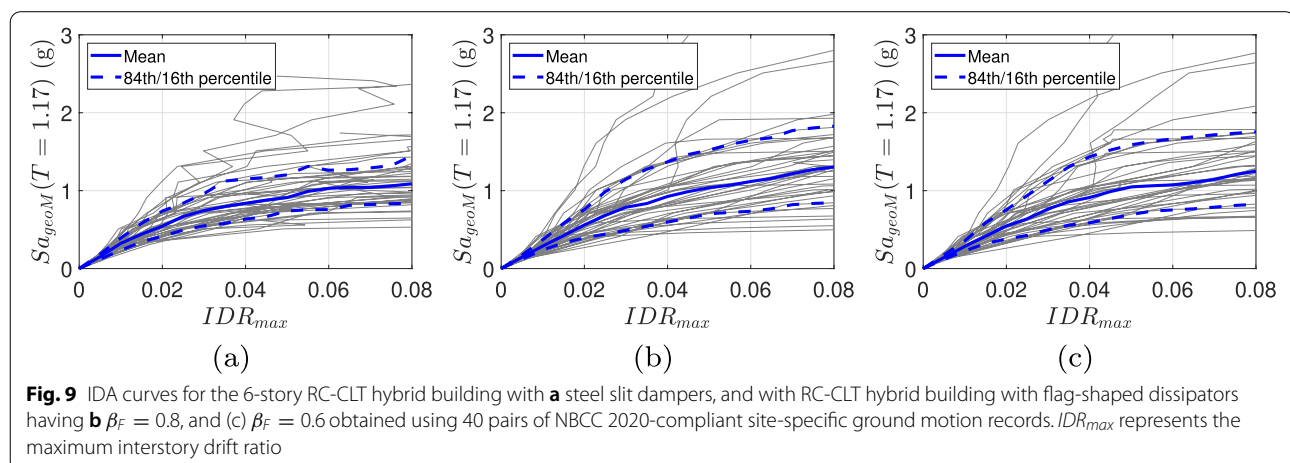 3
2
1
0
Sa_geoM(T = 1.17) (g)
Mean
84th/16th percentile
0 0.02 0.04 0.06 0.08
IDR_max
(a)
3
2
1
0
Sa_geoM(T = 1.17) (g)
Mean
84th/16th percentile
0 0.02 0.04 0.06 0.08
IDR_max
(b)
3
2
1
0
Sa_geoM(T = 1.17) (g)
Mean
84th/16th percentile
0 0.02 0.04 0.06 0.08
IDR_max
(c)
Fig. 9 IDA curves for the 6-story RC-CLT hybrid building with a steel slit dampers, and with RC-CLT hybrid building with flag-shaped dissipators
having b β_F = 0.8, and (c) β_F = 0.6 obtained using 40 pairs of NBCC 2020-compliant site-specific ground motion records. IDR_max represents the
maximum interstory drift ratio